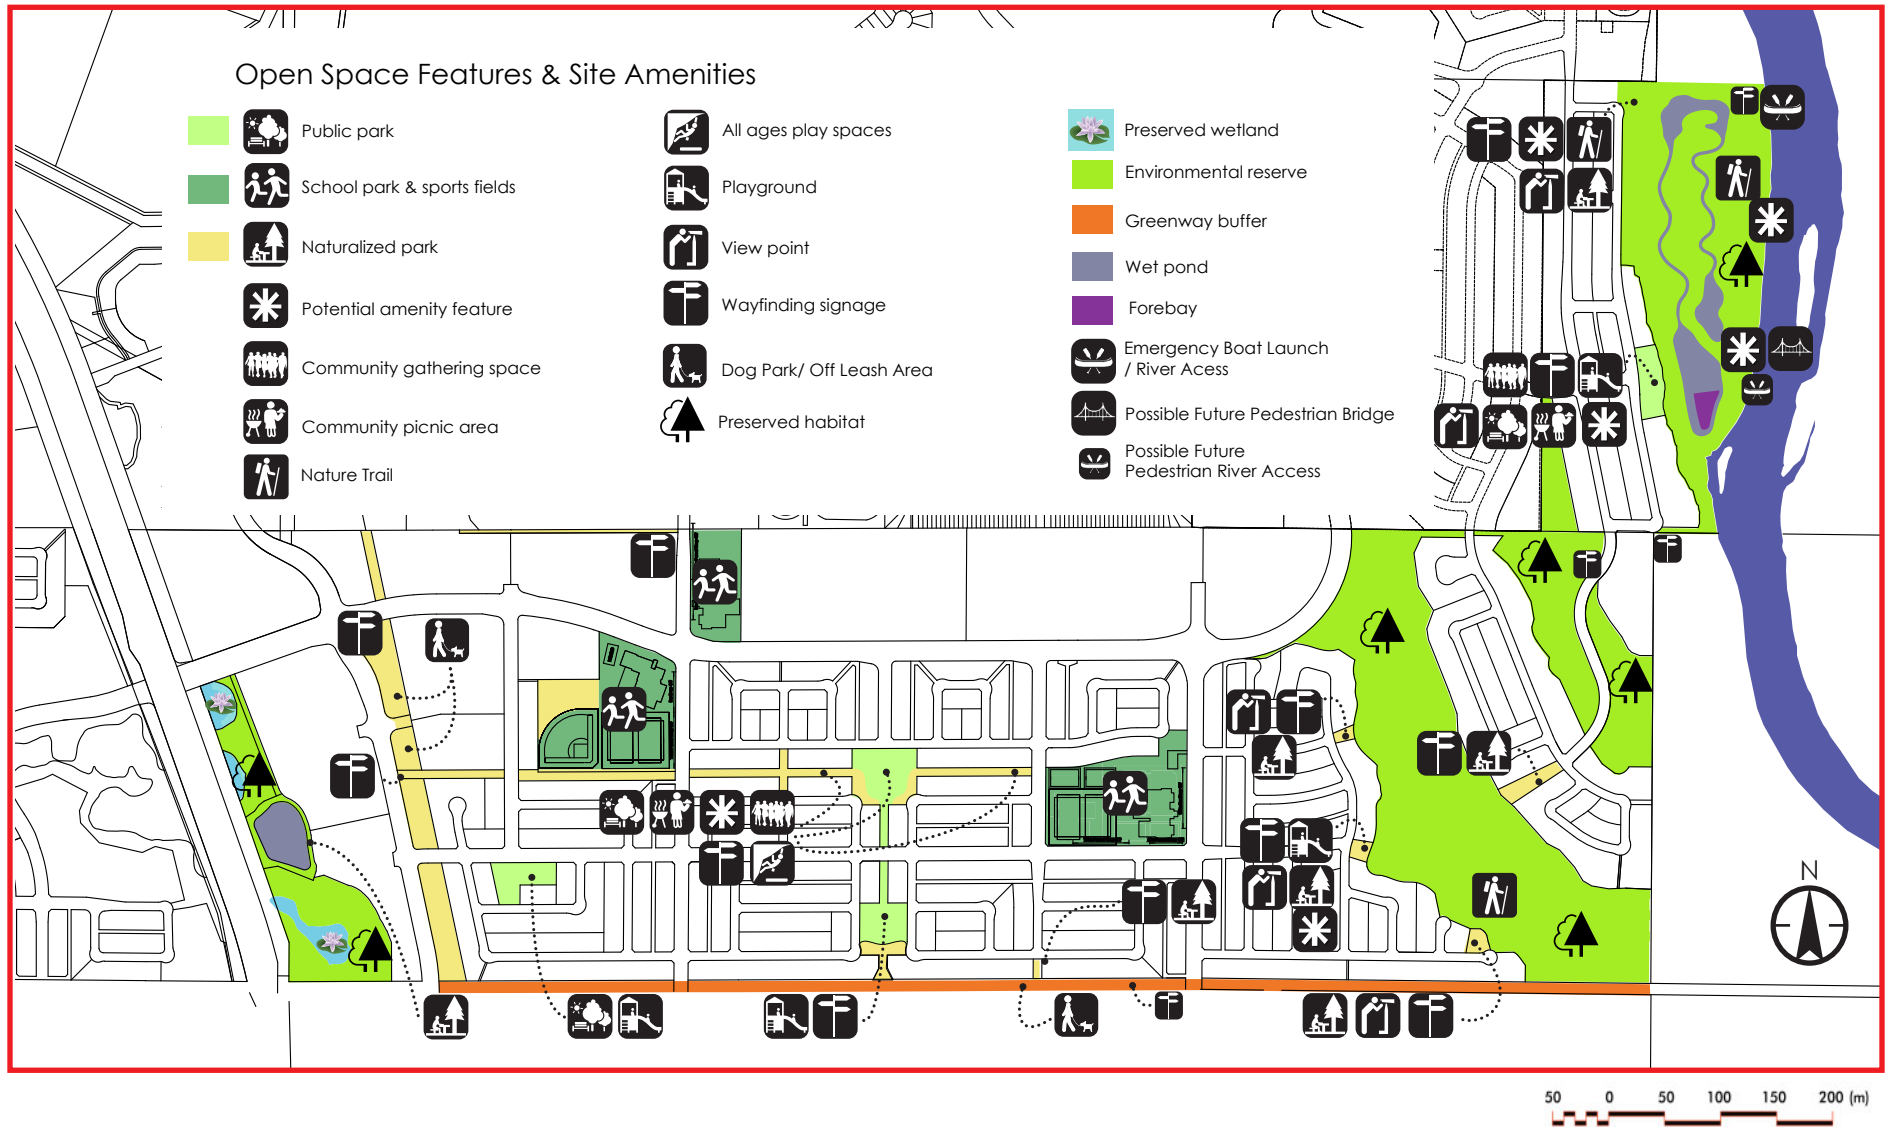 Open Space Features & Site Amenities
Public park
School park & sports fields
Naturalized park
Potential amenity feature
Community gathering space
Community picnic area
Nature Trail
All ages play spaces
Playground
View point
Wayfinding signage
Dog Park/ Off Leash Area
Preserved habitat
Preserved wetland
Environmental reserve
Greenway buffer
Wet pond
Forebay
Emergency Boat Launch
/ River Acess
Possible Future Pedestrian Bridge
Possible Future
Pedestrian River Access
N
50 0 50 100 150 200 (m)